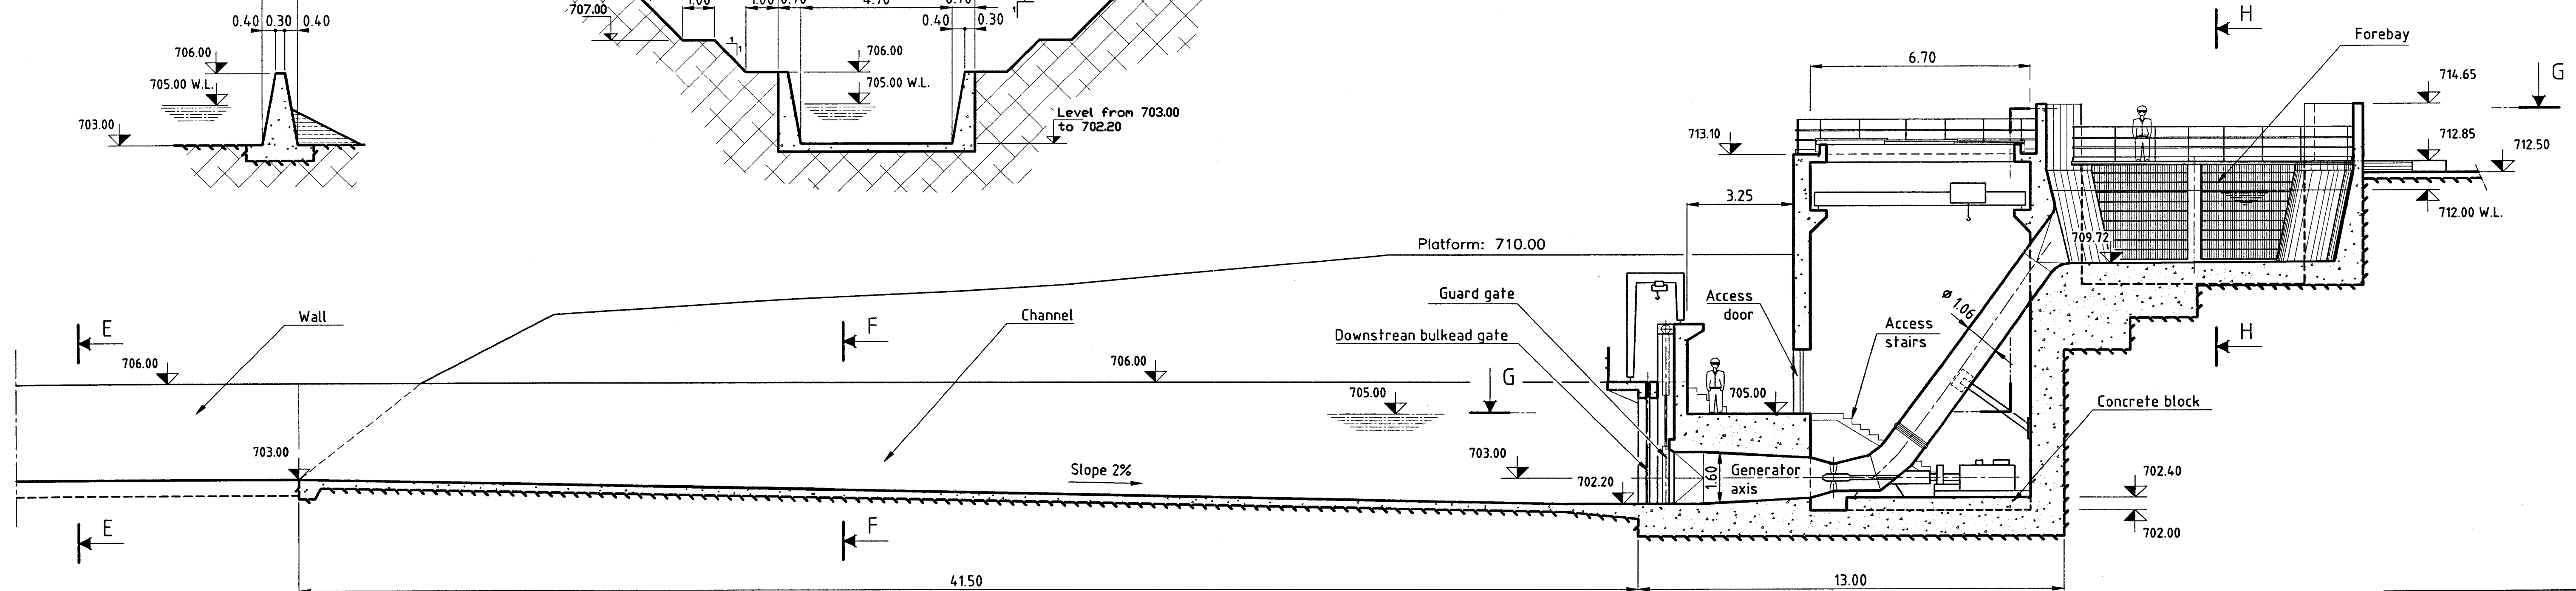 1.00
1.00
0.70
4.70
0.70
0.40 0.30 0.40
0.40
0.30
H
707.00
706.00
705.00 W.L.
703.00
1
1
706.00
705.00 W.L.
Level from 703.00
to 702.20
6.70
Forebay
714.65
G
713.10
712.85
712.50
3.25
712.00 W.L.
Platform: 710.00
709.72
Guard gate
Access
door
ø 1.06
Wall
Channel
Downstrean bulkead gate
Access
stairs
E
F
H
706.00
706.00
G
705.00
705.00
Concrete block
703.00
Slope 2%
703.00
702.20
1.60
Generator
axis
702.40
702.00
E
F
41.50
13.00